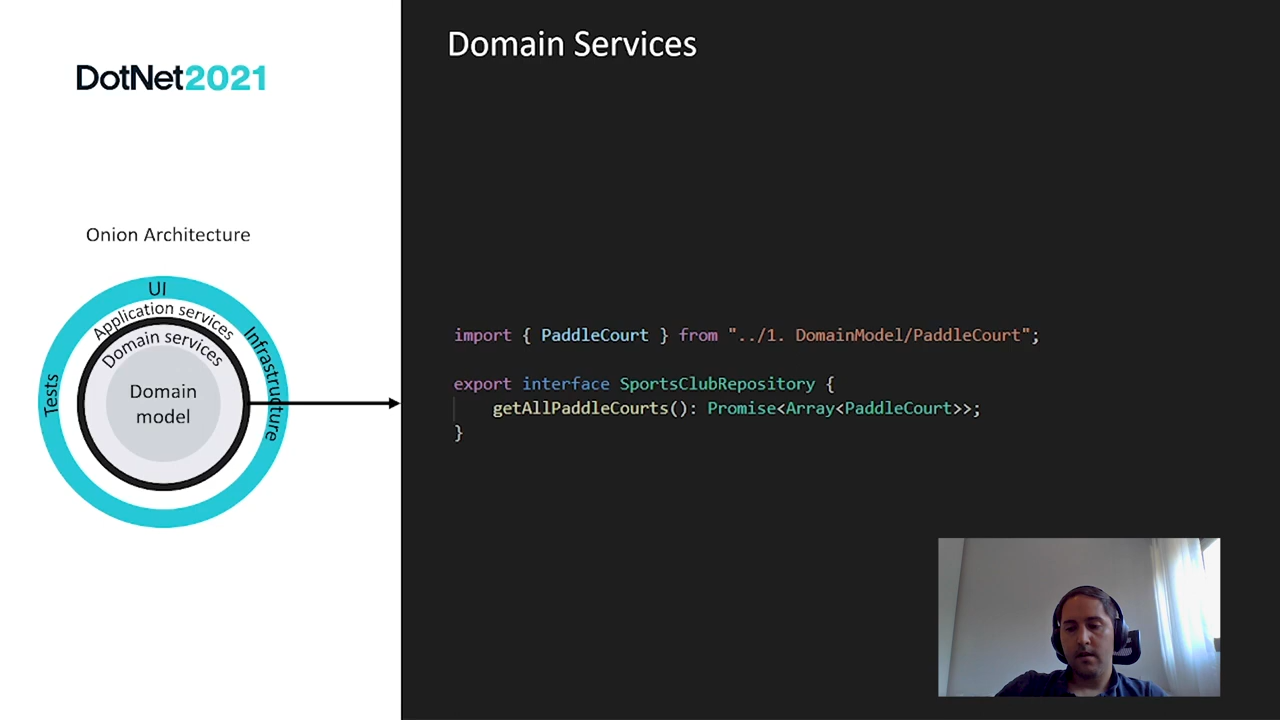 DotNet2021
Onion Architecture
UI
Application services
Domain services
Domain
model
Tests
Infrastructure
Domain Services
import { PaddleCourt } from "../1. DomainModel/PaddleCourt";
export interface SportsClubRepository {
getAllPaddleCourts(): Promise<Array<PaddleCourt>>;
}